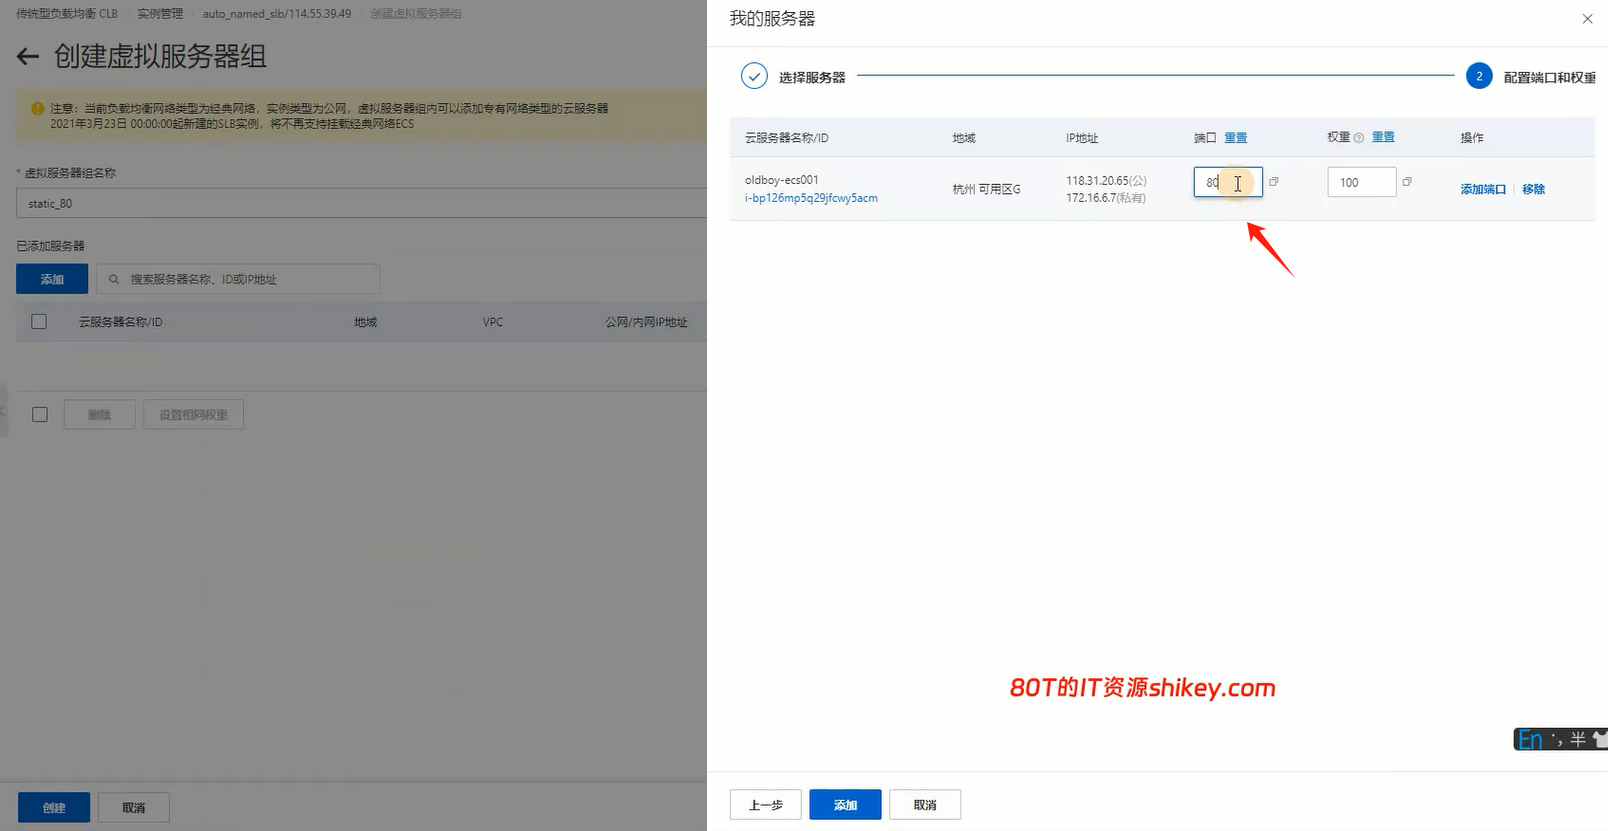 传统型负载均衡 CLB 实例管理 auto_named_slb/114.55.39.49 创建虚拟服务器组
创建虚拟服务器组
注意：当前负载均衡网络类型为经典网络，实例类型为公网，虚拟服务器组内可以添加专有网络类型的云服务器
2021年3月23日 00:00:00起新建的SLB实例，将不再支持挂载经典网络ECS
* 虚拟服务器组名称
static_80
已添加服务器
添加 搜索服务器名称、ID或IP地址
云服务器名称/ID 地域 VPC 公网/内网IP地址
删除 设置相同权重
创建 取消
我的服务器
选择服务器 2 配置端口和权重
云服务器名称/ID 地域 IP地址 端口 重置 权重 重置 操作
oldboy-ecs001
i-bp126mp5q29jfcwy5acm
杭州 可用区G
118.31.20.65(公)
172.16.6.7(私有)
80 100 添加端口 移除
80T的IT资源shikey.com
En 半
上一步 添加 取消